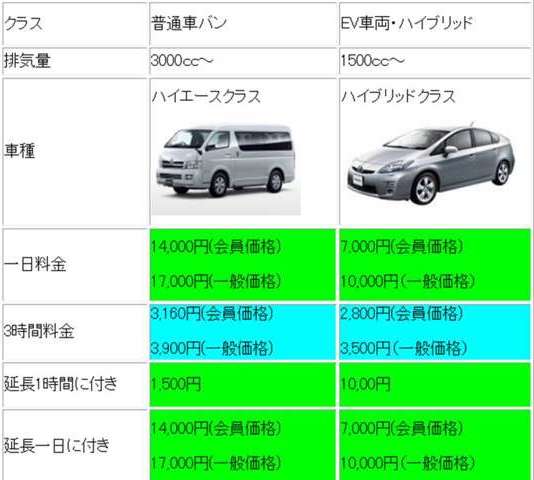 クラス 普通車バン EV車両・ハイブリッド
排気量 3000cc～ 1500cc～
車種 ハイエースクラス ハイブリッドクラス
一日料金 14,000円(会員価格) 7,000円(会員価格)
17,000円(一般価格) 10,000円(一般価格)
3時間料金 3,160円(会員価格) 2,800円(会員価格)
3,900円(一般価格) 3,500円(一般価格)
延長1時間に付き 1,500円 10,00円
延長一日に付き 14,000円(会員価格) 7,000円(会員価格)
17,000円(一般価格) 10,000円(一般価格)